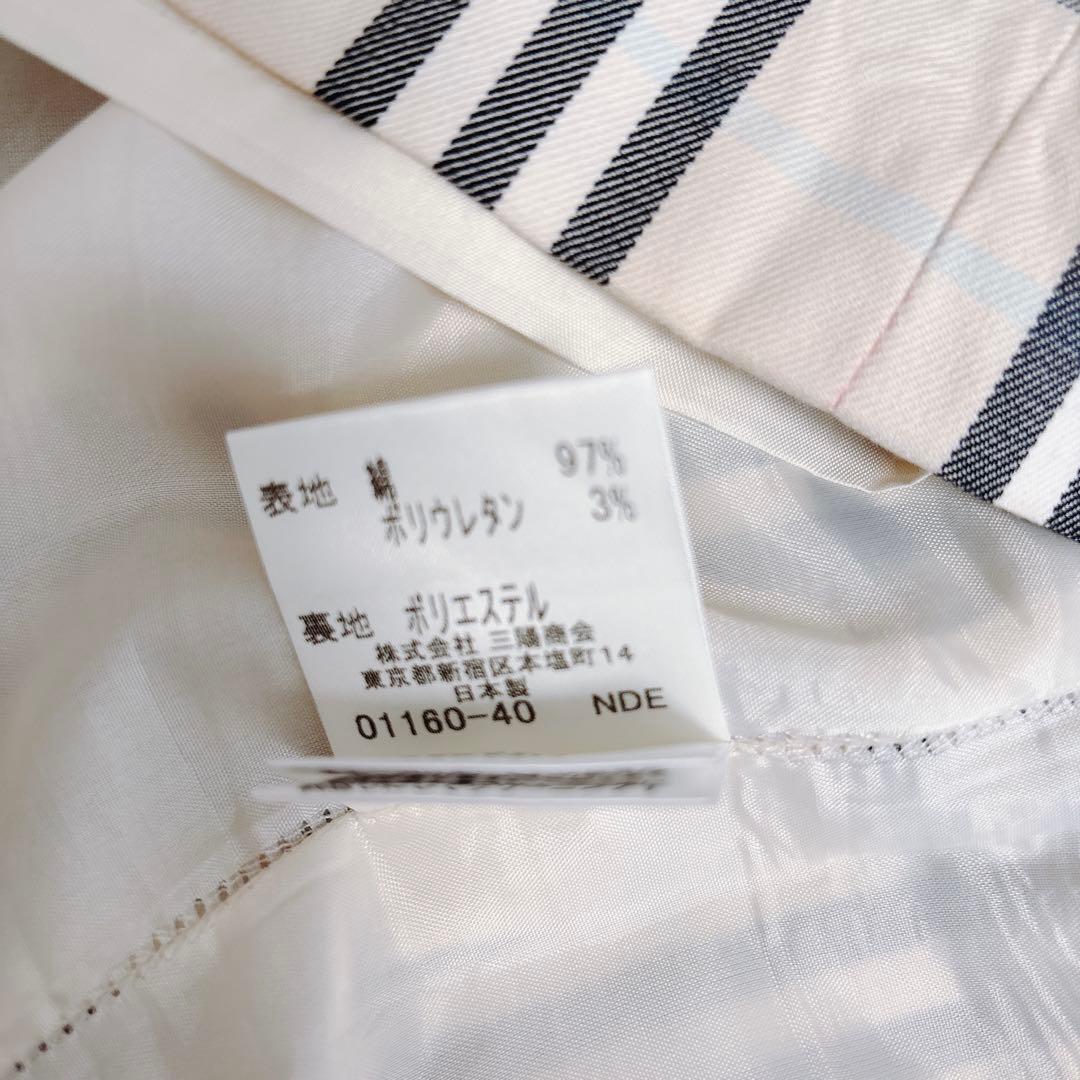 表地 綿 97%
ポリウレタン 3%
裏地 ポリエステル
株式会社 三陽商会
東京都新宿区本塩町14
日本製
01160-40 NDE